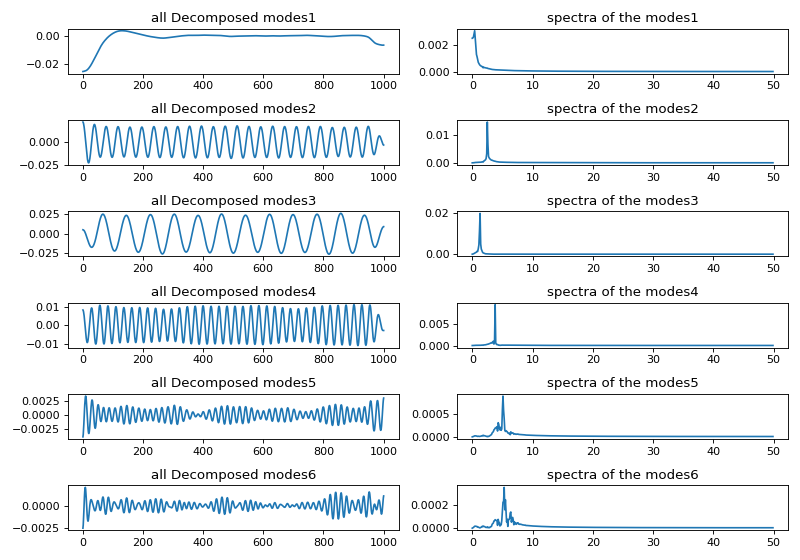 all Decomposed modes1
spectra of the modes1
0.00
−0.02
0 200 400 600 800 1000
0.002
0.000
0 10 20 30 40 50
all Decomposed modes2
spectra of the modes2
0.000
−0.025
0 200 400 600 800 1000
0.01
0.00
0 10 20 30 40 50
all Decomposed modes3
spectra of the modes3
0.025
0.000
−0.025
0 200 400 600 800 1000
0.02
0.00
0 10 20 30 40 50
all Decomposed modes4
spectra of the modes4
0.01
0.00
−0.01
0 200 400 600 800 1000
0.005
0.000
0 10 20 30 40 50
all Decomposed modes5
spectra of the modes5
0.0025
0.0000
−0.0025
0 200 400 600 800 1000
0.0005
0.0000
0 10 20 30 40 50
all Decomposed modes6
spectra of the modes6
0.0000
−0.0025
0 200 400 600 800 1000
0.0002
0.0000
0 10 20 30 40 50